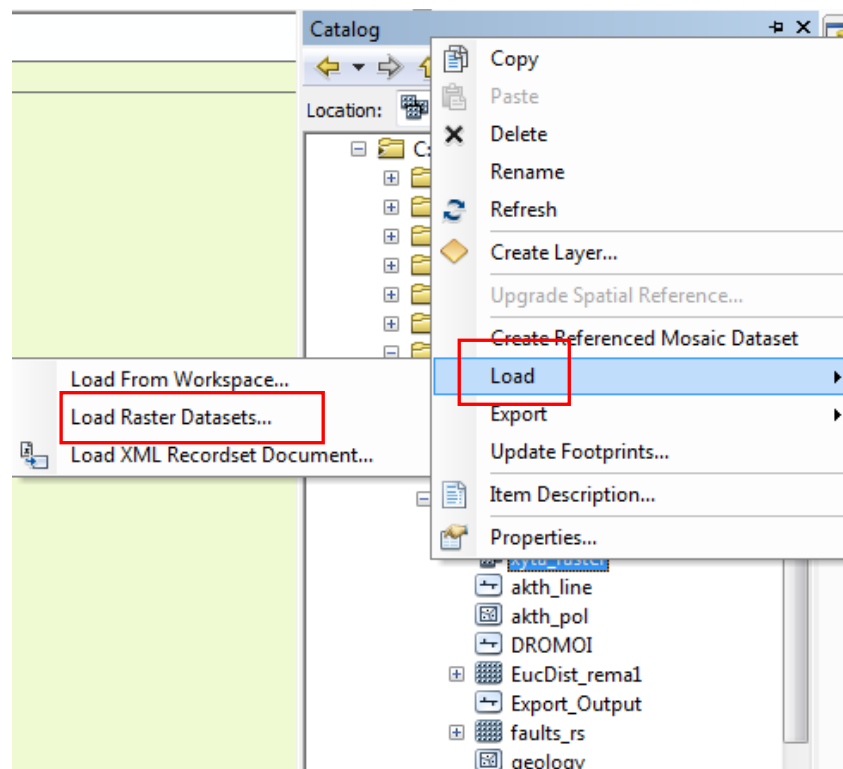 Catalog
Location:
C:
Copy
Paste
Delete
Rename
Refresh
Create Layer...
Upgrade Spatial Reference...
Create Referenced Mosaic Dataset
Load
Export
Update Footprints...
Item Description...
Properties...
Load From Workspace...
Load Raster Datasets...
Load XML Recordset Document...
akth_line
akth_pol
DROMOI
EucDist_rema1
Export_Output
faults_rs
geology